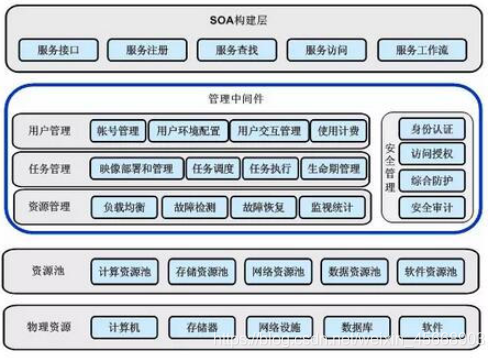 SOA构建层
服务接口 服务注册 服务查找 服务访问 服务工作流
管理中间件
用户管理 帐号管理 用户环境配置 用户交互管理 使用计费
任务管理 映像部署和管理 任务调度 任务执行 生命期管理
资源管理 负载均衡 故障检测 故障恢复 监视统计
安全管理
身份认证
访问授权
综合防护
安全审计
资源池 计算资源池 存储资源池 网络资源池 数据资源池 软件资源池
物理资源 计算机 存储器 网络设施 数据库 软件